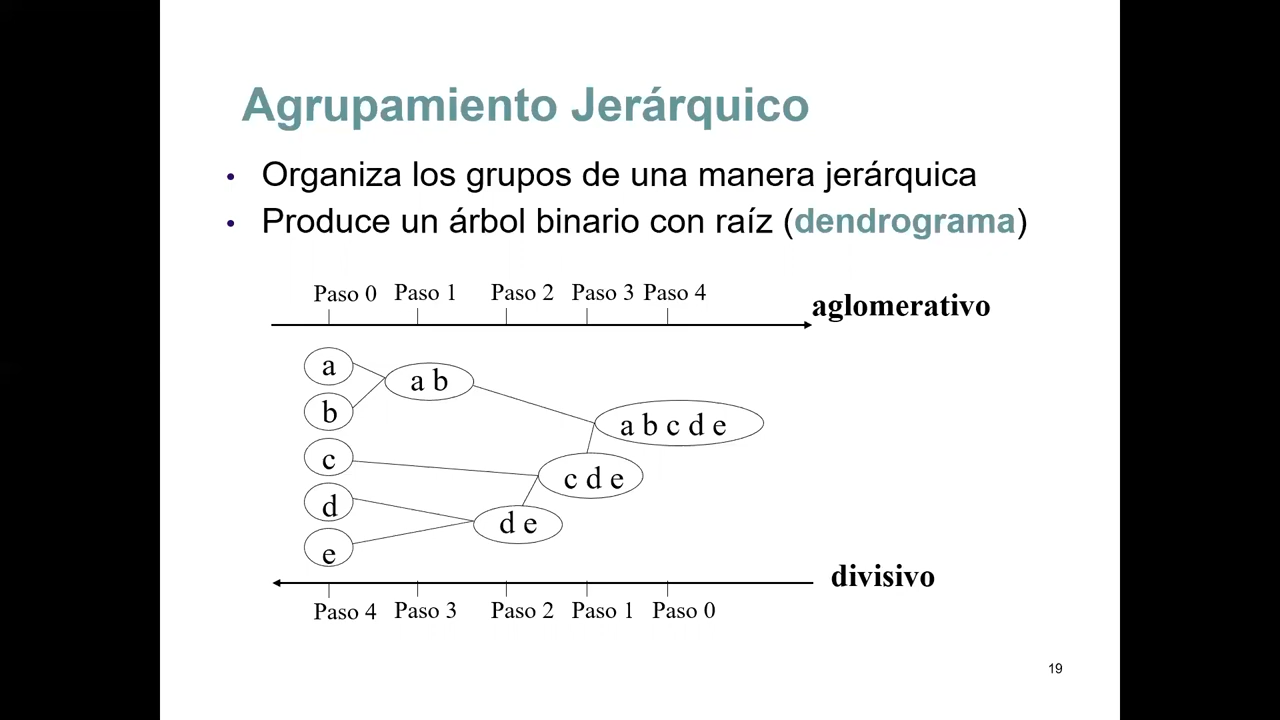 Agrupamiento Jerárquico
• Organiza los grupos de una manera jerárquica
• Produce un árbol binario con raíz (dendrograma)
Paso 0 Paso 1 Paso 2 Paso 3 Paso 4
aglomerativo
a
a b
b
a b c d e
c
c d e
d
d e
e
divisivo
Paso 4 Paso 3 Paso 2 Paso 1 Paso 0
19